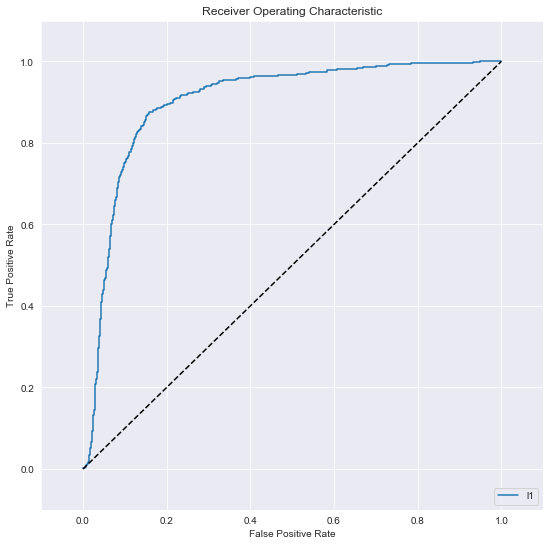 Receiver Operating Characteristic
True Positive Rate
1.0
0.8
0.6
0.4
0.2
0.0
0.0 0.2 0.4 0.6 0.8 1.0
False Positive Rate
l1